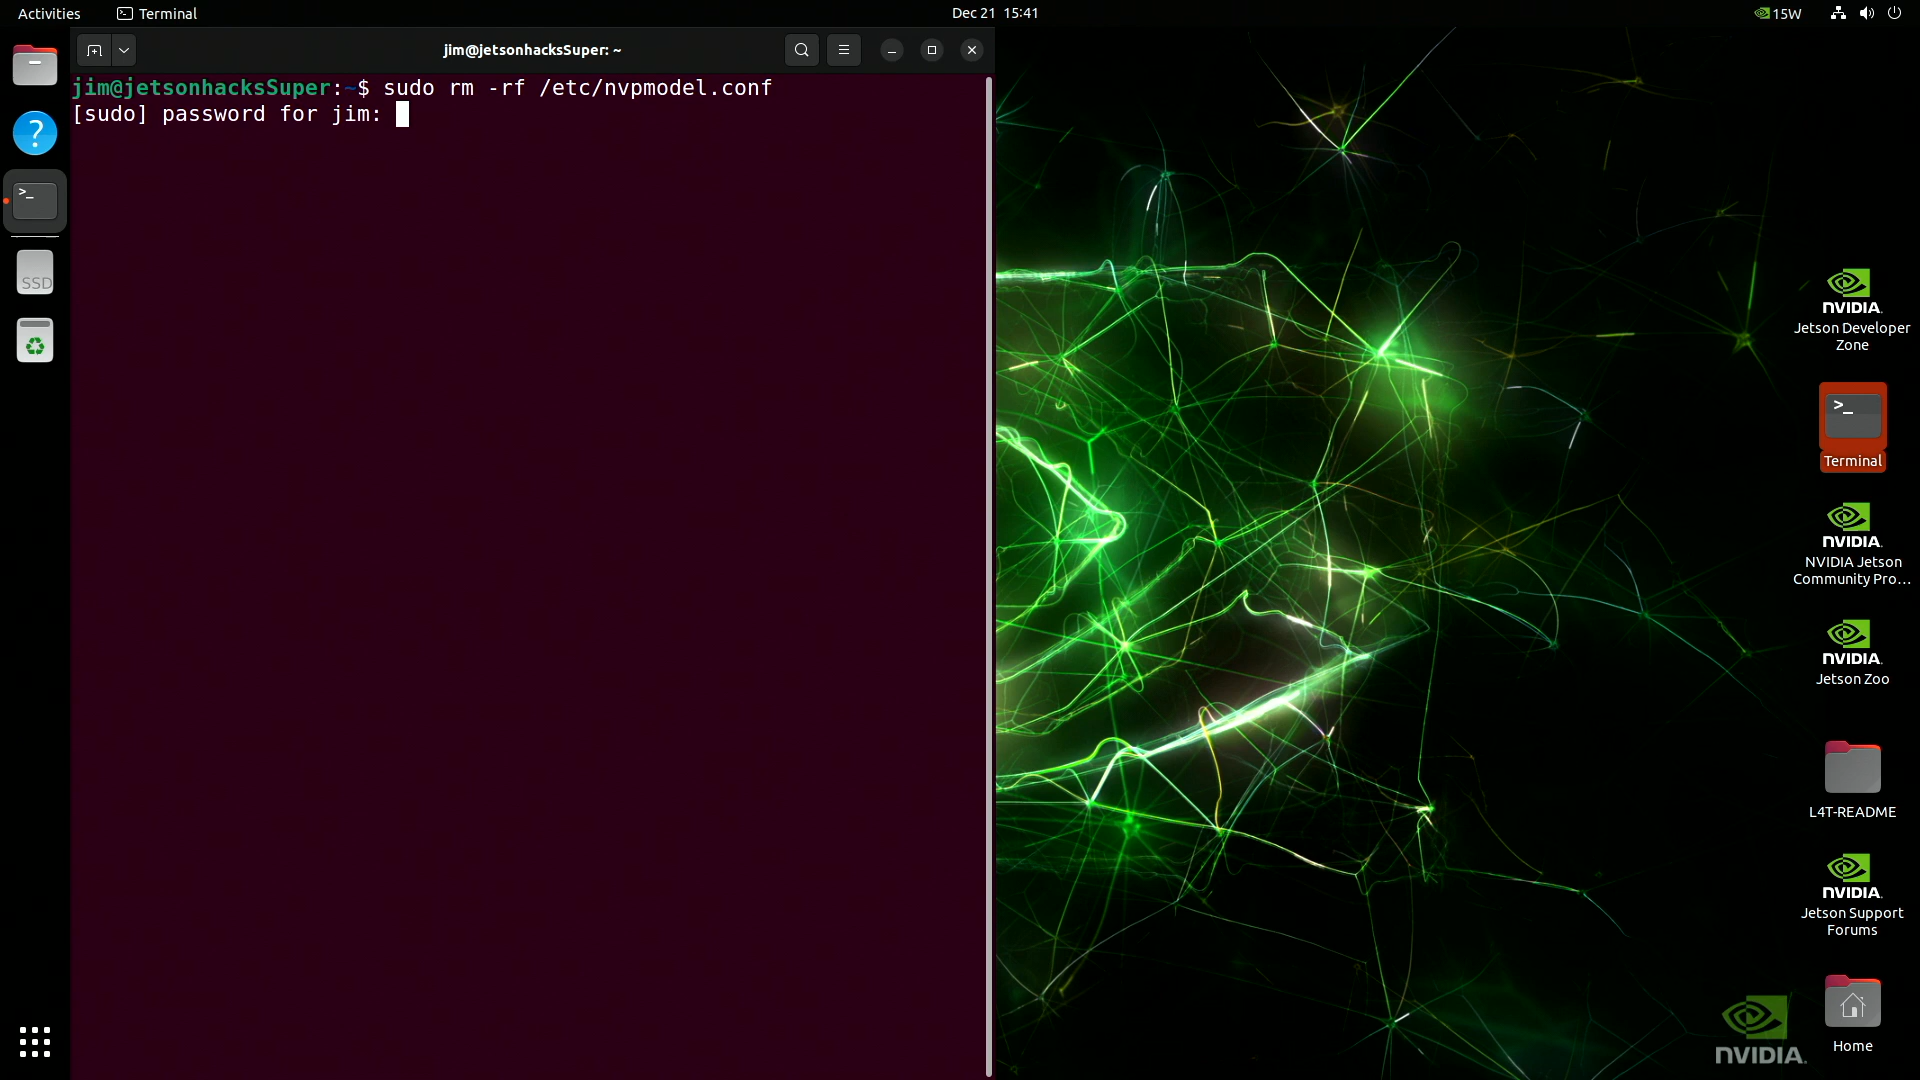 Activities
Terminal
Dec 21 15:41
15W
jim@jetsonhacksSuper: ~
jim@jetsonhacksSuper:~$ sudo rm -rf /etc/nvpmodel.conf
[sudo] password for jim:
SSD
NVIDIA.
Jetson Developer
Zone
>_
Terminal
NVIDIA.
NVIDIA Jetson
Community Pro...
NVIDIA.
Jetson Zoo
L4T-README
NVIDIA.
Jetson Support
Forums
NVIDIA.
Home